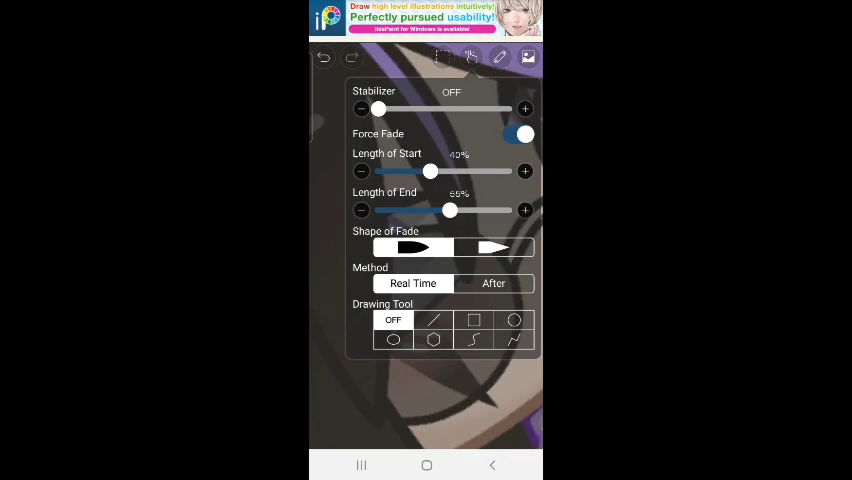 Draw high level illustrations intuitively!
Perfectly pursued usability!
ibisPaint for Windows is available!
iP
Stabilizer OFF
Force Fade
Length of Start 40%
Length of End 55%
Shape of Fade
Method
Real Time After
Drawing Tool
OFF